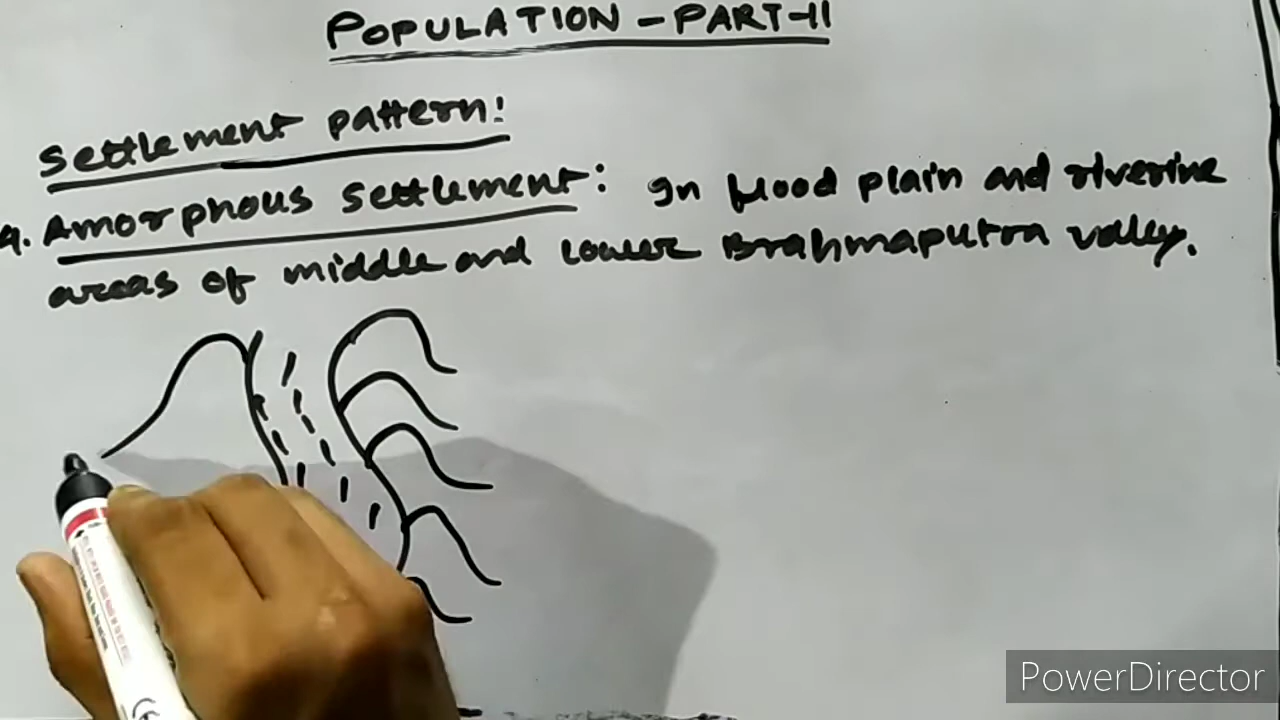 POPULATION - PART-II
Settlement pattern:
9. Amorphous settlement: In flood plain and riverine
areas of middle and lower Brahmaputra valley.
PowerDirector